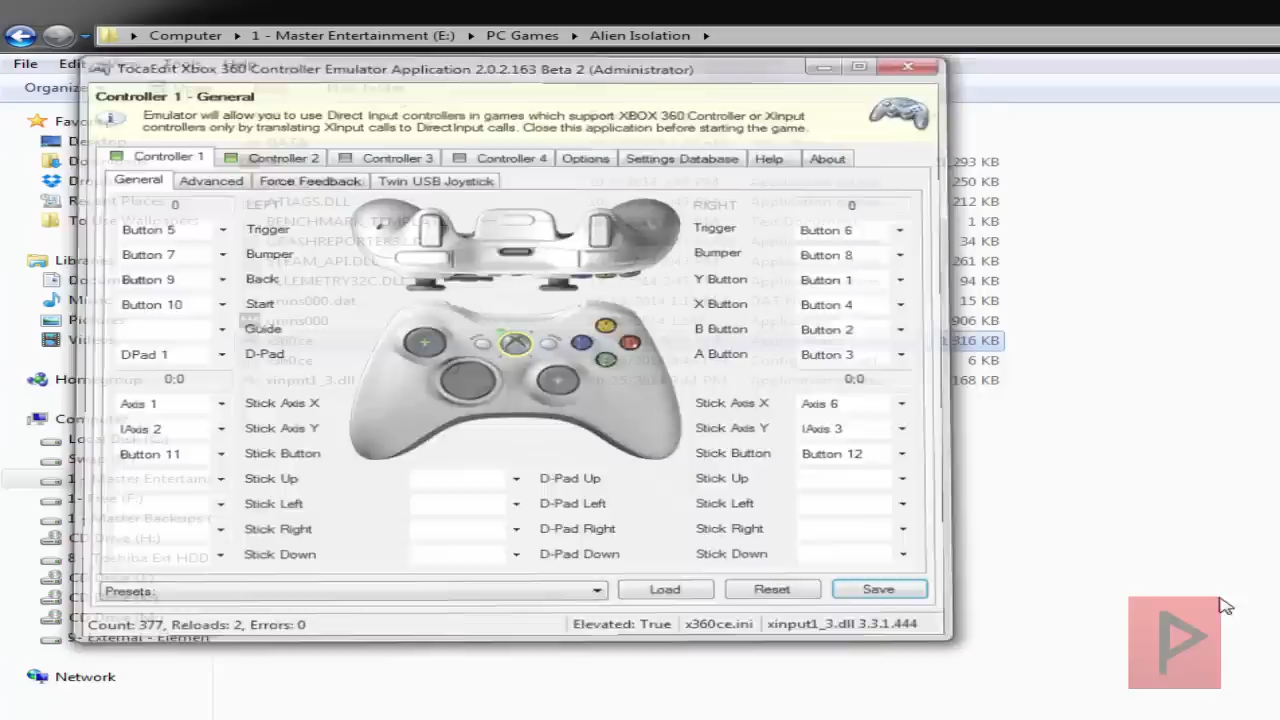 Computer 1 - Master Entertainment (E:) PC Games Alien Isolation
File Edit
TocaEdit Xbox 360 Controller Emulator Application 2.0.2.163 Beta 2 (Administrator)
Organize
Controller 1 - General
Emulator will allow you to use Direct Input controllers in games which support XBOX 360 Controller or XInput
controllers only by translating XInput calls to DirectInput calls. Close this application before starting the game.
Controller 1 Controller 2 Controller 3 Controller 4 Options Settings Database Help About
General Advanced Force Feedback Twin USB Joystick
0 LEFT RIGHT 0
Button 5 Trigger Trigger Button 6
Button 7 Bumper Bumper Button 8
Button 9 Back Y Button Button 1
Button 10 Start X Button Button 4
Guide B Button Button 2
DPad 1 D-Pad A Button Button 3
0;0 0;0
Axis 1 Stick Axis X Stick Axis X Axis 6
IAxis 2 Stick Axis Y Stick Axis Y IAxis 3
Button 11 Stick Button Stick Button Button 12
Stick Up D-Pad Up Stick Up
Stick Left D-Pad Left Stick Left
Stick Right D-Pad Right Stick Right
Stick Down D-Pad Down Stick Down
Presets: Load Reset Save
Count: 377, Reloads: 2, Errors: 0 Elevated: True x360ce.ini xinput1_3.dll 3.3.1.444
250 KB
212 KB
1 KB
34 KB
261 KB
94 KB
15 KB
906 KB
316 KB
6 KB
168 KB
xinput1_3.dll
Network